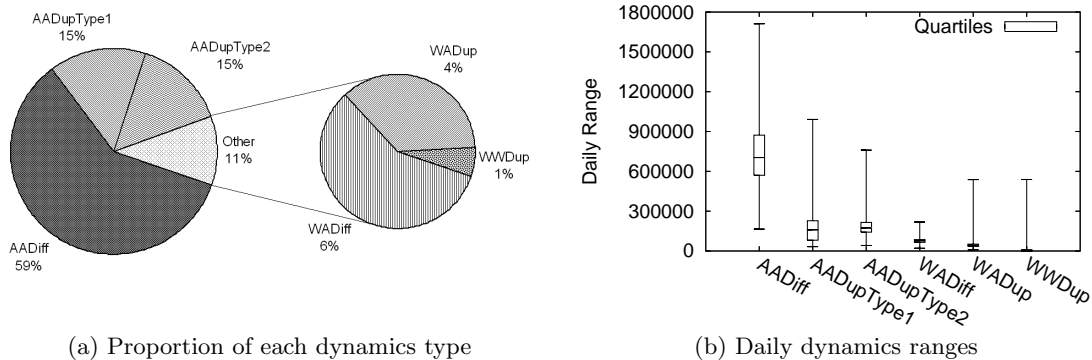 AADupType1
15%
AADupType2
15%
Other
11%
AADiff
59%
WADup
4%
WWDup
1%
WADiff
6%
(a) Proportion of each dynamics type
Daily Range
1800000
1500000
1200000
900000
600000
300000
0
Quartiles
AADiff
AADupType1
AADupType2
WADiff
WADup
WWDup
(b) Daily dynamics ranges